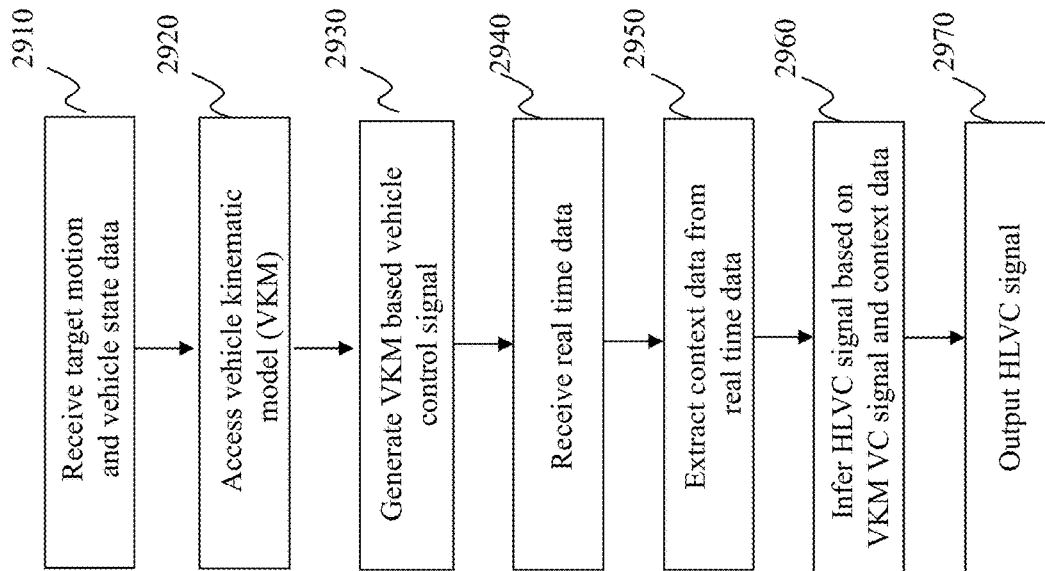 Receive target motion
and vehicle state data
2910
Access vehicle kinematic
model (VKM)
2920
Generate VKM based vehicle
control signal
2930
Receive real time data
2940
Extract context data from
real time data
2950
Infer HLVC signal based on
VKM VC signal and context data
2960
Output HLVC signal
2970